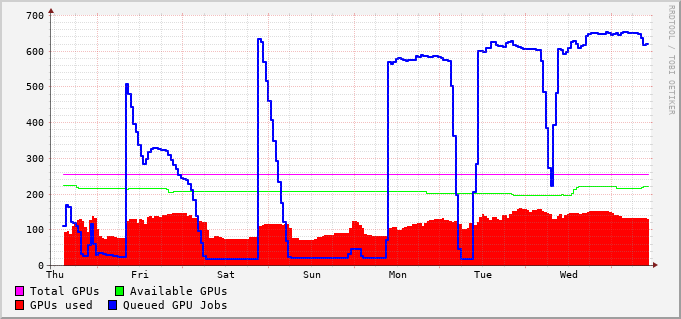 700
600
500
400
300
200
100
0
Thu Fri Sat Sun Mon Tue Wed
Total GPUs Available GPUs
GPUs used Queued GPU Jobs
RRDTOOL / TOBI OETIKER